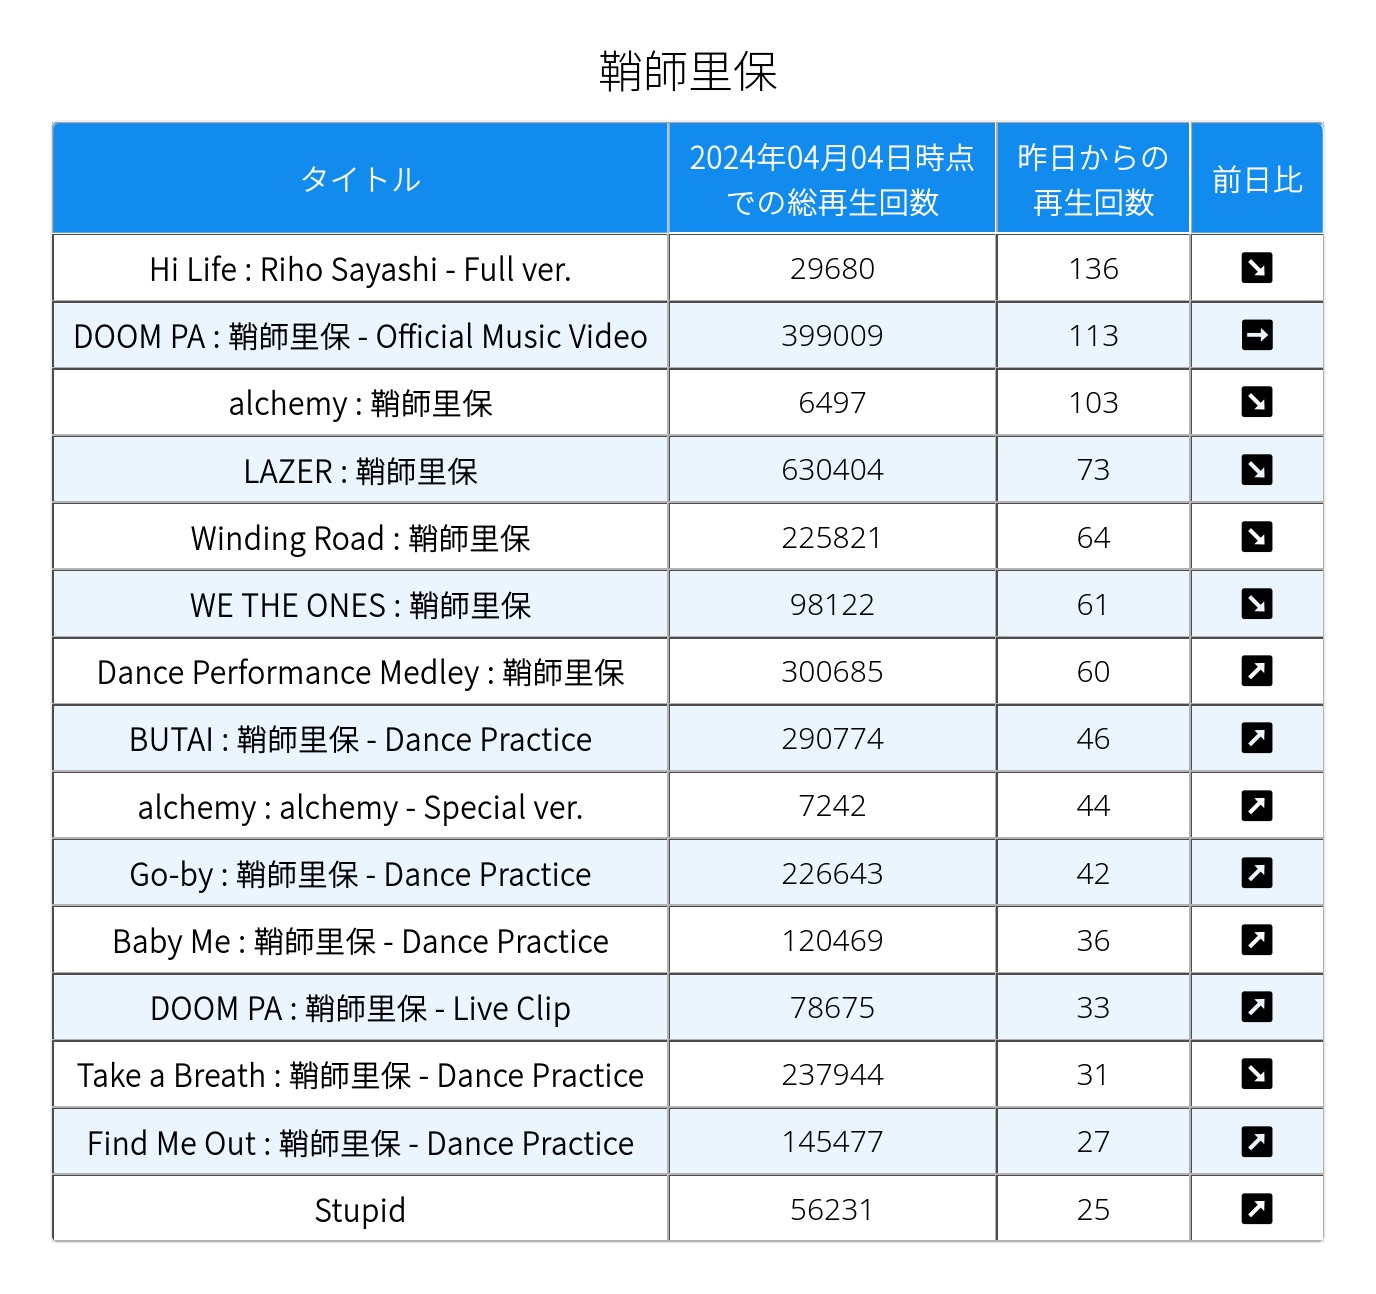 鞘師里保
タイトル 2024年04月04日時点 昨日からの 前日比
での総再生回数 再生回数
Hi Life : Riho Sayashi - Full ver. 29680 136 ↘
DOOM PA : 鞘師里保 - Official Music Video 399009 113 ➡
alchemy : 鞘師里保 6497 103 ↘
LAZER : 鞘師里保 630404 73 ↘
Winding Road : 鞘師里保 225821 64 ↘
WE THE ONES : 鞘師里保 98122 61 ↘
Dance Performance Medley : 鞘師里保 300685 60 ↗
BUTAI : 鞘師里保 - Dance Practice 290774 46 ↗
alchemy : alchemy - Special ver. 7242 44 ↗
Go-by : 鞘師里保 - Dance Practice 226643 42 ↗
Baby Me : 鞘師里保 - Dance Practice 120469 36 ↗
DOOM PA : 鞘師里保 - Live Clip 78675 33 ↗
Take a Breath : 鞘師里保 - Dance Practice 237944 31 ↘
Find Me Out : 鞘師里保 - Dance Practice 145477 27 ↗
Stupid 56231 25 ↗